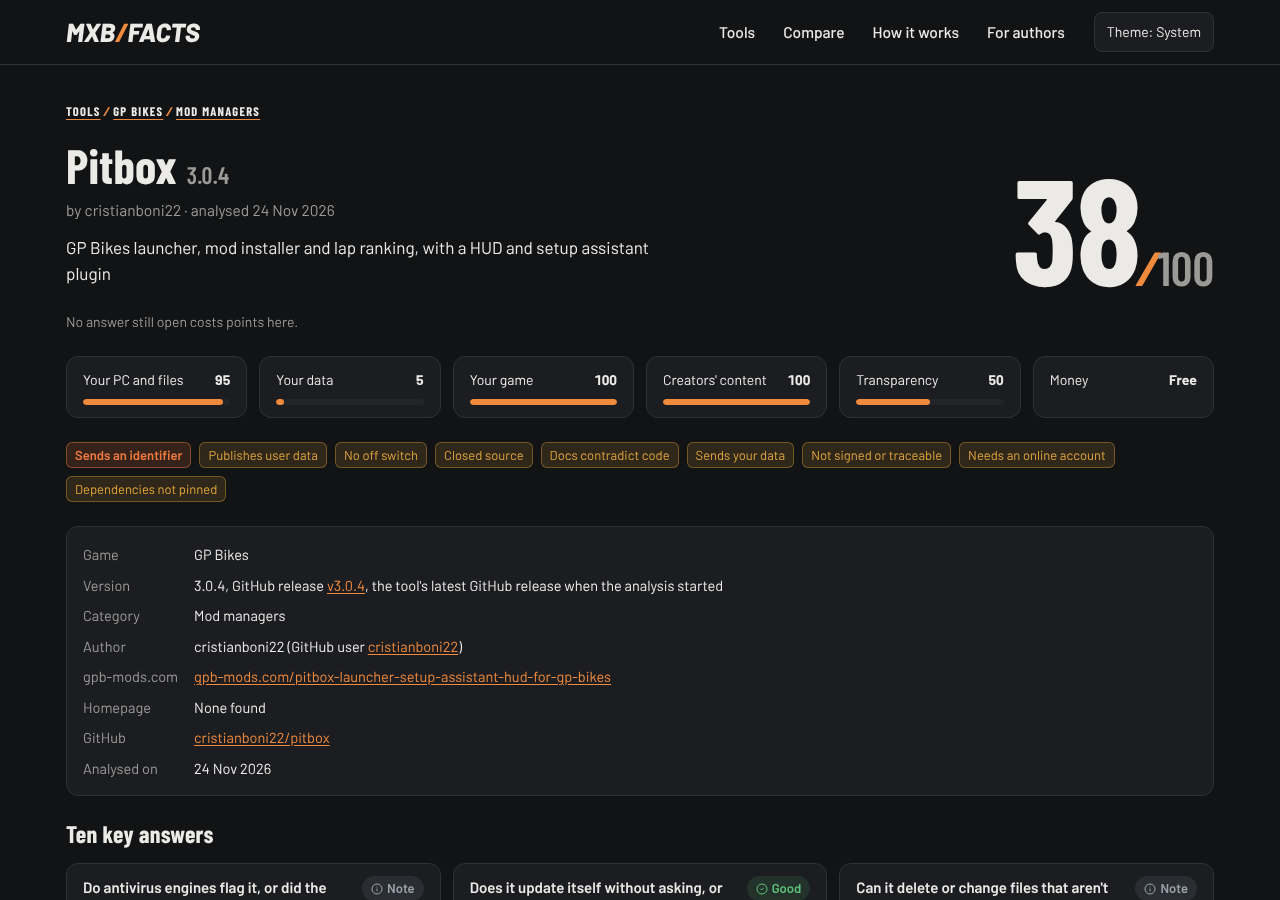 MXB/FACTS
Tools
Compare
How it works
For authors
Theme: System
TOOLS / GP BIKES / MOD MANAGERS
Pitbox 3.0.4
by cristianboni22 · analysed 24 Nov 2026
GP Bikes launcher, mod installer and lap ranking, with a HUD and setup assistant
plugin
38/100
No answer still open costs points here.
Your PC and files 95
Your data 5
Your game 100
Creators' content 100
Transparency 50
Money Free
Sends an identifier
Publishes user data
No off switch
Closed source
Docs contradict code
Sends your data
Not signed or traceable
Needs an online account
Dependencies not pinned
Game GP Bikes
Version 3.0.4, GitHub release v3.0.4, the tool's latest GitHub release when the analysis started
Category Mod managers
Author cristianboni22 (GitHub user cristianboni22)
gpb-mods.com gpb-mods.com/pitbox-launcher-setup-assistant-hud-for-gp-bikes
Homepage None found
GitHub cristianboni22/pitbox
Analysed on 24 Nov 2026
Ten key answers
Do antivirus engines flag it, or did the
Note
Does it update itself without asking, or
Good
Can it delete or change files that aren't
Note